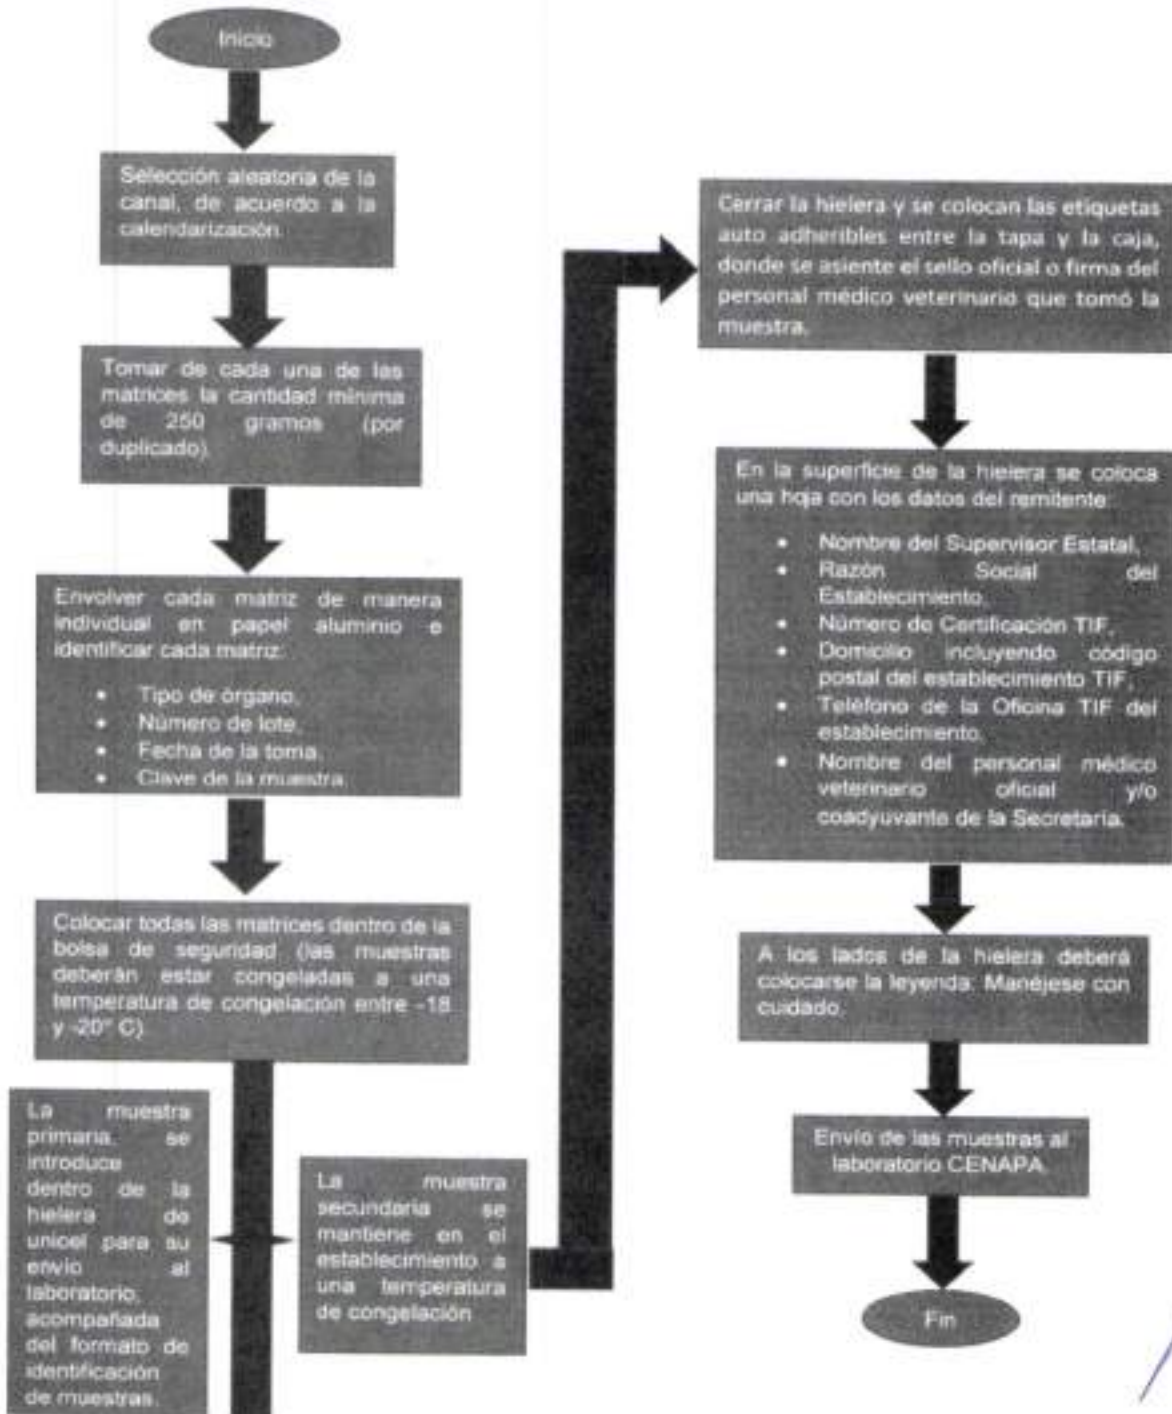 Inicio
Selección aleatoria de la
canal, de acuerdo a la
calendarización.
Tomar de cada una de las
matrices la cantidad mínima
de 250 gramos (por
duplicado).
Envolver cada matriz de manera
individual en papel aluminio e
identificar cada matriz:
• Tipo de órgano,
• Número de lote,
• Fecha de la toma,
• Clave de la muestra.
Colocar todas las matrices dentro de la
bolsa de seguridad (las muestras
deberán estar congeladas a una
temperatura de congelación entre -18
y -20° C)
La muestra
primaria, se
introduce
dentro de la
hielera de
unicel para su
envío al
laboratorio,
acompañada
del formato de
identificación
de muestras.
La muestra
secundaria se
mantiene en el
establecimiento a
una temperatura
de congelación
Cerrar la hielera y se colocan las etiquetas
auto adheribles entre la tapa y la caja,
donde se asiente el sello oficial o firma del
personal médico veterinario que tomó la
muestra.
En la superficie de la hielera se coloca
una hoja con los datos del remitente:
• Nombre del Supervisor Estatal,
• Razón Social del
Establecimiento,
• Número de Certificación TIF,
• Domicilio incluyendo código
postal del establecimiento TIF,
• Teléfono de la Oficina TIF del
establecimiento,
• Nombre del personal médico
veterinario oficial y/o
coadyuvante de la Secretaría.
A los lados de la hielera deberá
colocarse la leyenda: Manéjese con
cuidado.
Envío de las muestras al
laboratorio CENAPA.
Fin